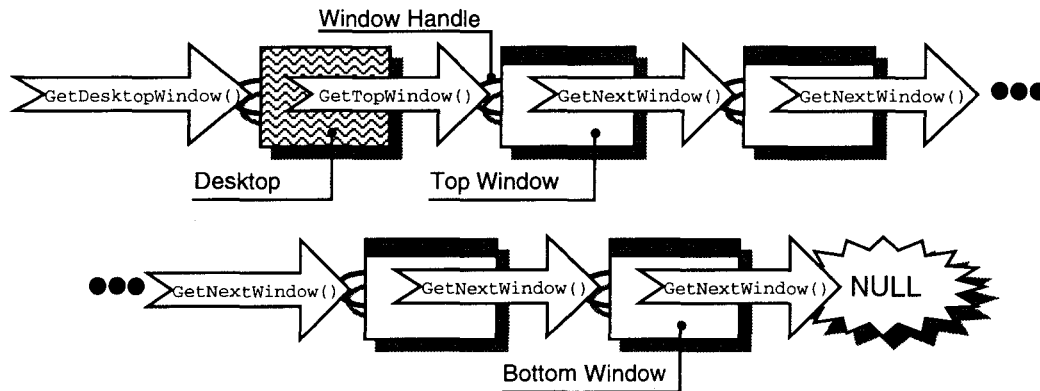 Window Handle
GetDesktopWindow()
GetTopWindow()
GetNextWindow()
GetNextWindow()
Desktop
Top Window
GetNextWindow()
GetNextWindow()
GetNextWindow()
NULL
Bottom Window